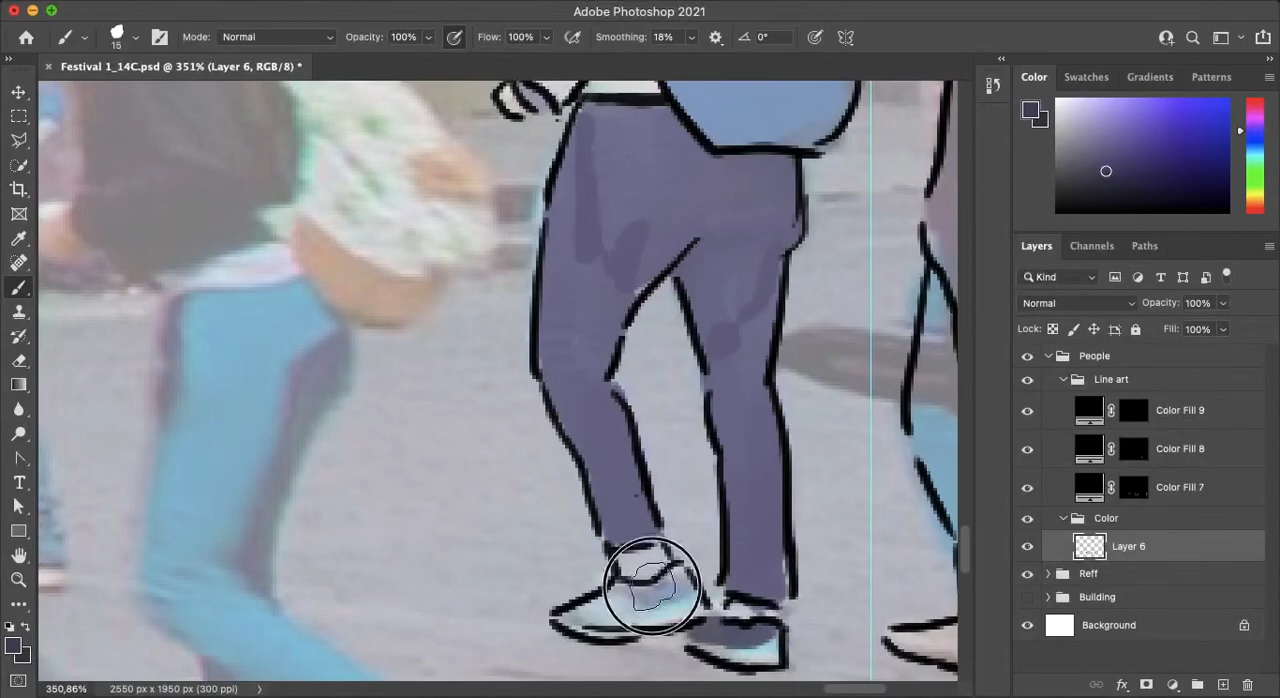 Adobe Photoshop 2021
15 Mode: Normal Opacity: 100% Flow: 100% Smoothing: 18% 0°
Festival 1_14C.psd @ 351% (Layer 6, RGB/8) *
Color Swatches Gradients Patterns
Layers Channels Paths
Kind
Normal Opacity: 100%
Lock: Fill: 100%
People
Line art
Color Fill 9
Color Fill 8
Color Fill 7
Color
Layer 6
Reff
Building
Background
350,86% 2550 px x 1950 px (300 ppi)